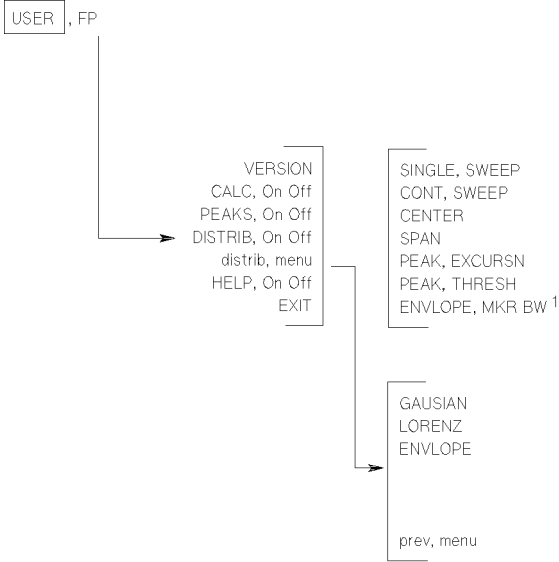 USER , FP
VERSION
CALC, On Off
PEAKS, On Off
DISTRIB, On Off
distrib, menu
HELP, On Off
EXIT
SINGLE, SWEEP
CONT, SWEEP
CENTER
SPAN
PEAK, EXCURSN
PEAK, THRESH
ENVLOPE, MKR BW 1
GAUSIAN
LORENZ
ENVLOPE
prev, menu